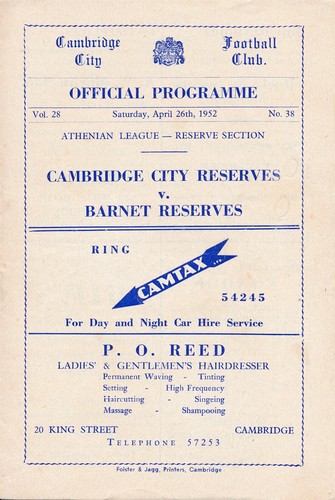 Cambridge Football
City Club.
OFFICIAL PROGRAMME
Vol. 28 Saturday, April 26th, 1952 No. 38
ATHENIAN LEAGUE — RESERVE SECTION
CAMBRIDGE CITY RESERVES
v.
BARNET RESERVES
RING
CAMTAX...
54245
For Day and Night Car Hire Service
P. O. REED
LADIES' & GENTLEMEN'S HAIRDRESSER
Permanent Waving - Tinting
Setting - High Frequency
Haircutting - Singeing
Massage - Shampooing
20 KING STREET CAMBRIDGE
TELEPHONE 57253
Folster & Jagg, Printers, Cambridge